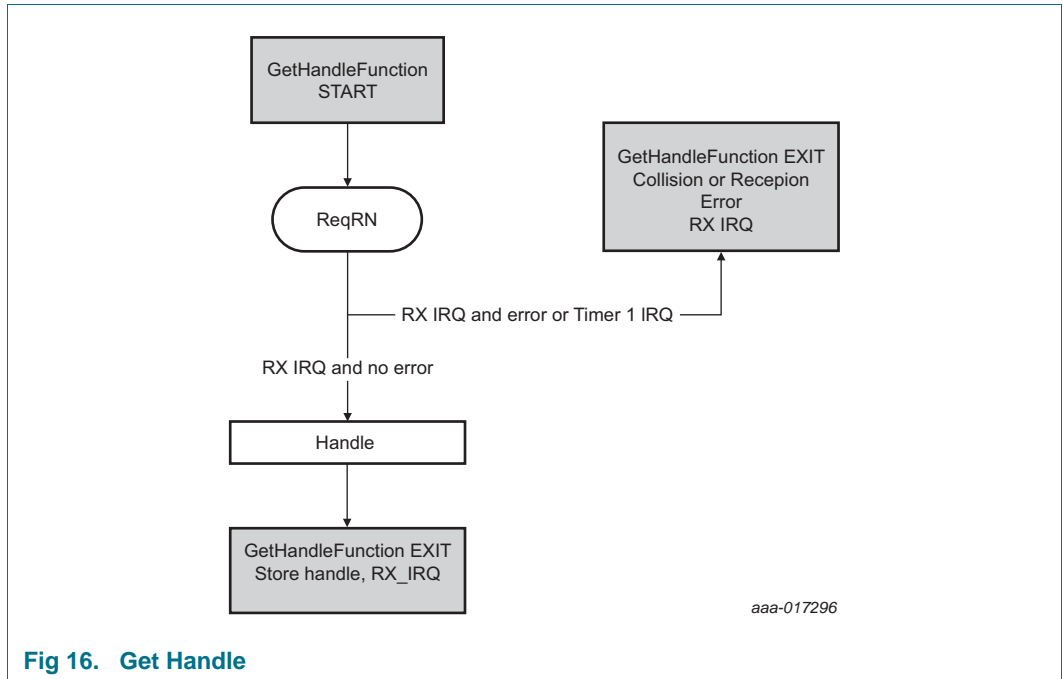 GetHandleFunction
START
GetHandleFunction EXIT
Collision or Recepion
Error
RX IRQ
ReqRN
RX IRQ and error or Timer 1 IRQ
RX IRQ and no error
Handle
GetHandleFunction EXIT
Store handle, RX_IRQ
aaa-017296
Fig 16. Get Handle